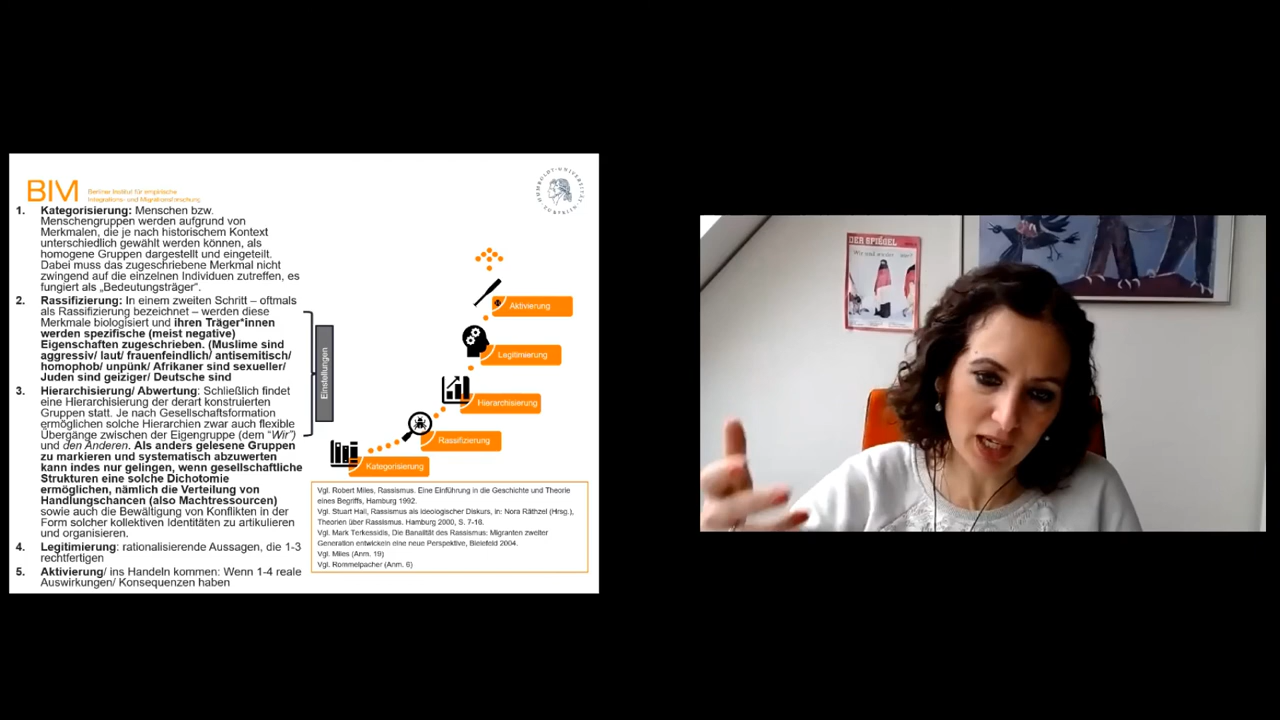 BIM
Berliner Institut für empirische
Integrations- und Migrationsforschung
HUMBOLDT-UNIVERSITÄT ZU BERLIN
1. Kategorisierung: Menschen bzw.
Menschengruppen werden aufgrund von
Merkmalen, die je nach historischem Kontext
unterschiedlich gewählt werden können, als
homogene Gruppen dargestellt und eingeteilt.
Dabei muss das zugeschriebene Merkmal nicht
zwingend auf die einzelnen Individuen zutreffen, es
fungiert als „Bedeutungsträger“.
2. Rassifizierung: In einem zweiten Schritt – oftmals
als Rassifizierung bezeichnet – werden diese
Merkmale biologisiert und ihren Träger*innen
werden spezifische (meist negative)
Eigenschaften zugeschrieben. (Muslime sind
aggressiv/ laut/ frauenfeindlich/ antisemitisch/
homophob/ unpünk/ Afrikaner sind sexueller/
Juden sind geiziger/ Deutsche sind
3. Hierarchisierung/ Abwertung: Schließlich findet
eine Hierarchisierung der derart konstruierten
Gruppen statt. Je nach Gesellschaftsformation
ermöglichen solche Hierarchien zwar auch flexible
Übergänge zwischen der Eigengruppe (dem “Wir”)
und den Anderen. Als anders gelesene Gruppen
zu markieren und systematisch abzuwerten
kann indes nur gelingen, wenn gesellschaftliche
Strukturen eine solche Dichotomie
ermöglichen, nämlich die Verteilung von
Handlungschancen (also Machtressourcen)
sowie auch die Bewältigung von Konflikten in der
Form solcher kollektiven Identitäten zu artikulieren
und organisieren.
4. Legitimierung: rationalisierende Aussagen, die 1-3
rechtfertigen
5. Aktivierung/ ins Handeln kommen: Wenn 1-4 reale
Auswirkungen/ Konsequenzen haben
Einstellungen
Aktivierung
Legitimierung
Hierarchisierung
Rassifizierung
Kategorisierung
Vgl. Robert Miles, Rassismus. Eine Einführung in die Geschichte und Theorie
eines Begriffs, Hamburg 1992.
Vgl. Stuart Hall, Rassismus als ideologischer Diskurs, in: Nora Räthzel (Hrsg.),
Theorien über Rassismus. Hamburg 2000, S. 7-16.
Vgl. Mark Terkessidis, Die Banalität des Rassismus: Migranten zweiter
Generation entwickeln eine neue Perspektive, Bielefeld 2004.
Vgl. Miles (Anm. 19)
Vgl. Rommelpacher (Anm. 6)
DER SPIEGEL